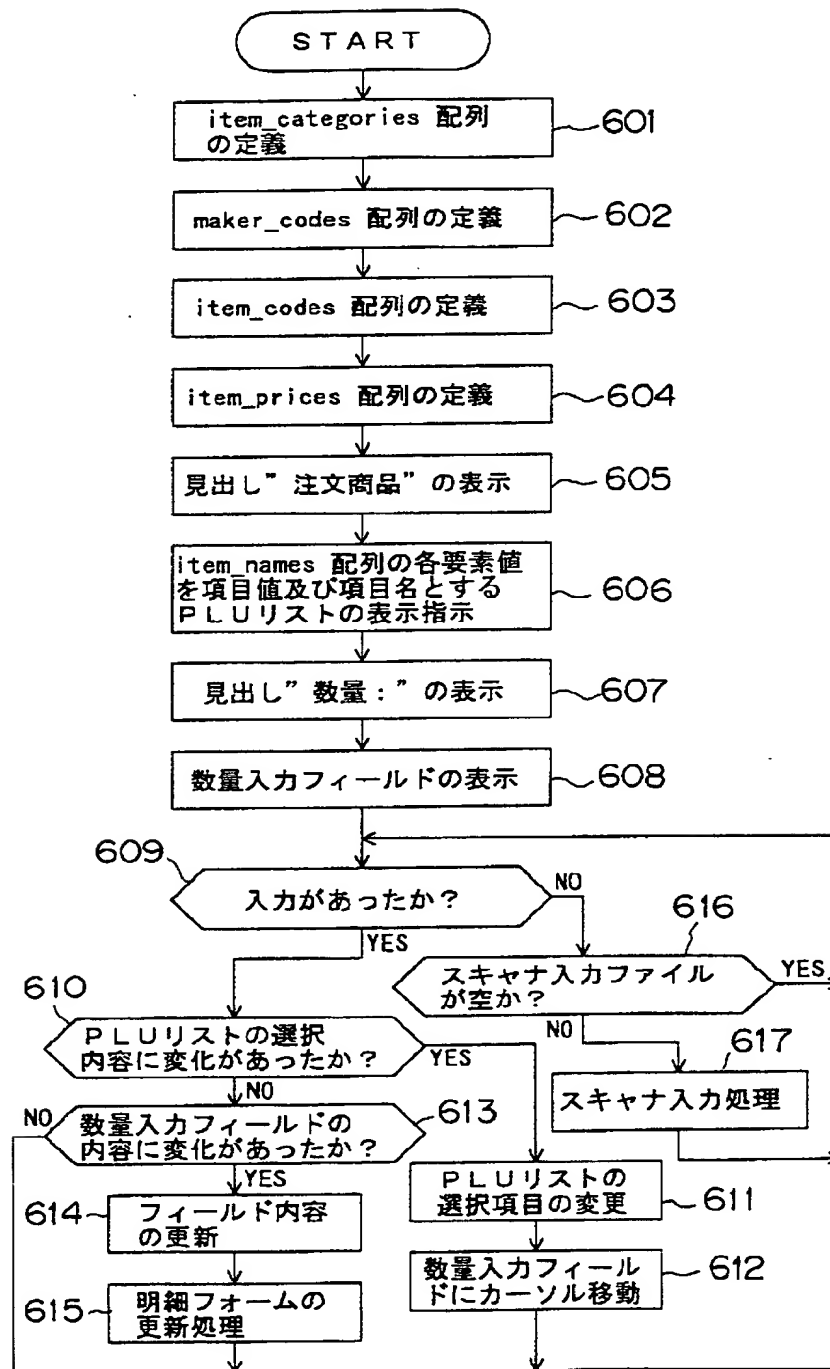 START
item_categories 配列
の定義
601
maker_codes 配列の定義
602
item_codes 配列の定義
603
item_prices 配列の定義
604
見出し”注文商品”の表示
605
item_names 配列の各要素値
を項目値及び項目名とする
PLUリストの表示指示
606
見出し”数量：”の表示
607
数量入力フィールドの表示
608
609
入力があったか？
NO
YES
616
スキャナ入力ファイル
が空か？
YES
NO
610
PLUリストの選択
内容に変化があったか？
YES
NO
617
スキャナ入力処理
NO
数量入力フィールドの
内容に変化があったか？
613
YES
614
フィールド内容
の更新
PLUリストの
選択項目の変更
611
615
明細フォームの
更新処理
数量入力フィール
ドにカーソル移動
612